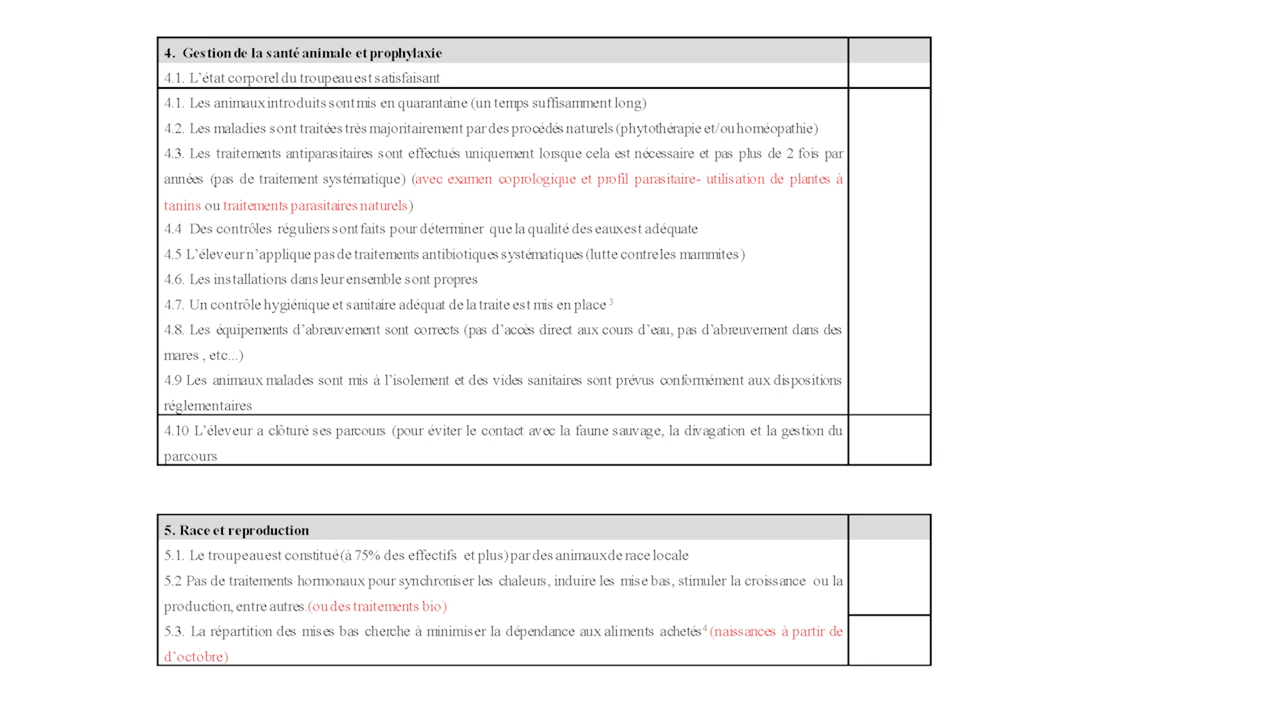 4. Gestion de la santé animale et prophylaxie
4.1. L’état corporel du troupeau est satisfaisant
4.1. Les animaux introduits sont mis en quarantaine (un temps suffisamment long)
4.2. Les maladies sont traitées très majoritairement par des procédés naturels (phytothérapie et/ou homéopathie)
4.3. Les traitements antiparasitaires sont effectués uniquement lorsque cela est nécessaire et pas plus de 2 fois par
années (pas de traitement systématique) (avec examen coprologique et profil parasitaire- utilisation de plantes à
tanins ou traitements parasitaires naturels)
4.4 Des contrôles réguliers sont faits pour déterminer que la qualité des eaux est adéquate
4.5 L’éleveur n’applique pas de traitements antibiotiques systématiques (lutte contre les mammites)
4.6. Les installations dans leur ensemble sont propres
4.7. Un contrôle hygiénique et sanitaire adéquat de la traite est mis en place 3
4.8. Les équipements d’abreuvement sont corrects (pas d’accès direct aux cours d’eau, pas d’abreuvement dans des
mares , etc...)
4.9 Les animaux malades sont mis à l’isolement et des vides sanitaires sont prévus conformément aux dispositions
réglementaires
4.10 L’éleveur a clôturé ses parcours (pour éviter le contact avec la faune sauvage, la divagation et la gestion du
parcours
5. Race et reproduction
5.1. Le troupeau est constitué (à 75% des effectifs et plus) par des animaux de race locale
5.2 Pas de traitements hormonaux pour synchroniser les chaleurs, induire les mise bas, stimuler la croissance ou la
production, entre autres.(ou des traitements bio)
5.3. La répartition des mises bas cherche à minimiser la dépendance aux aliments achetés4 (naissances à partir de
d’octobre)